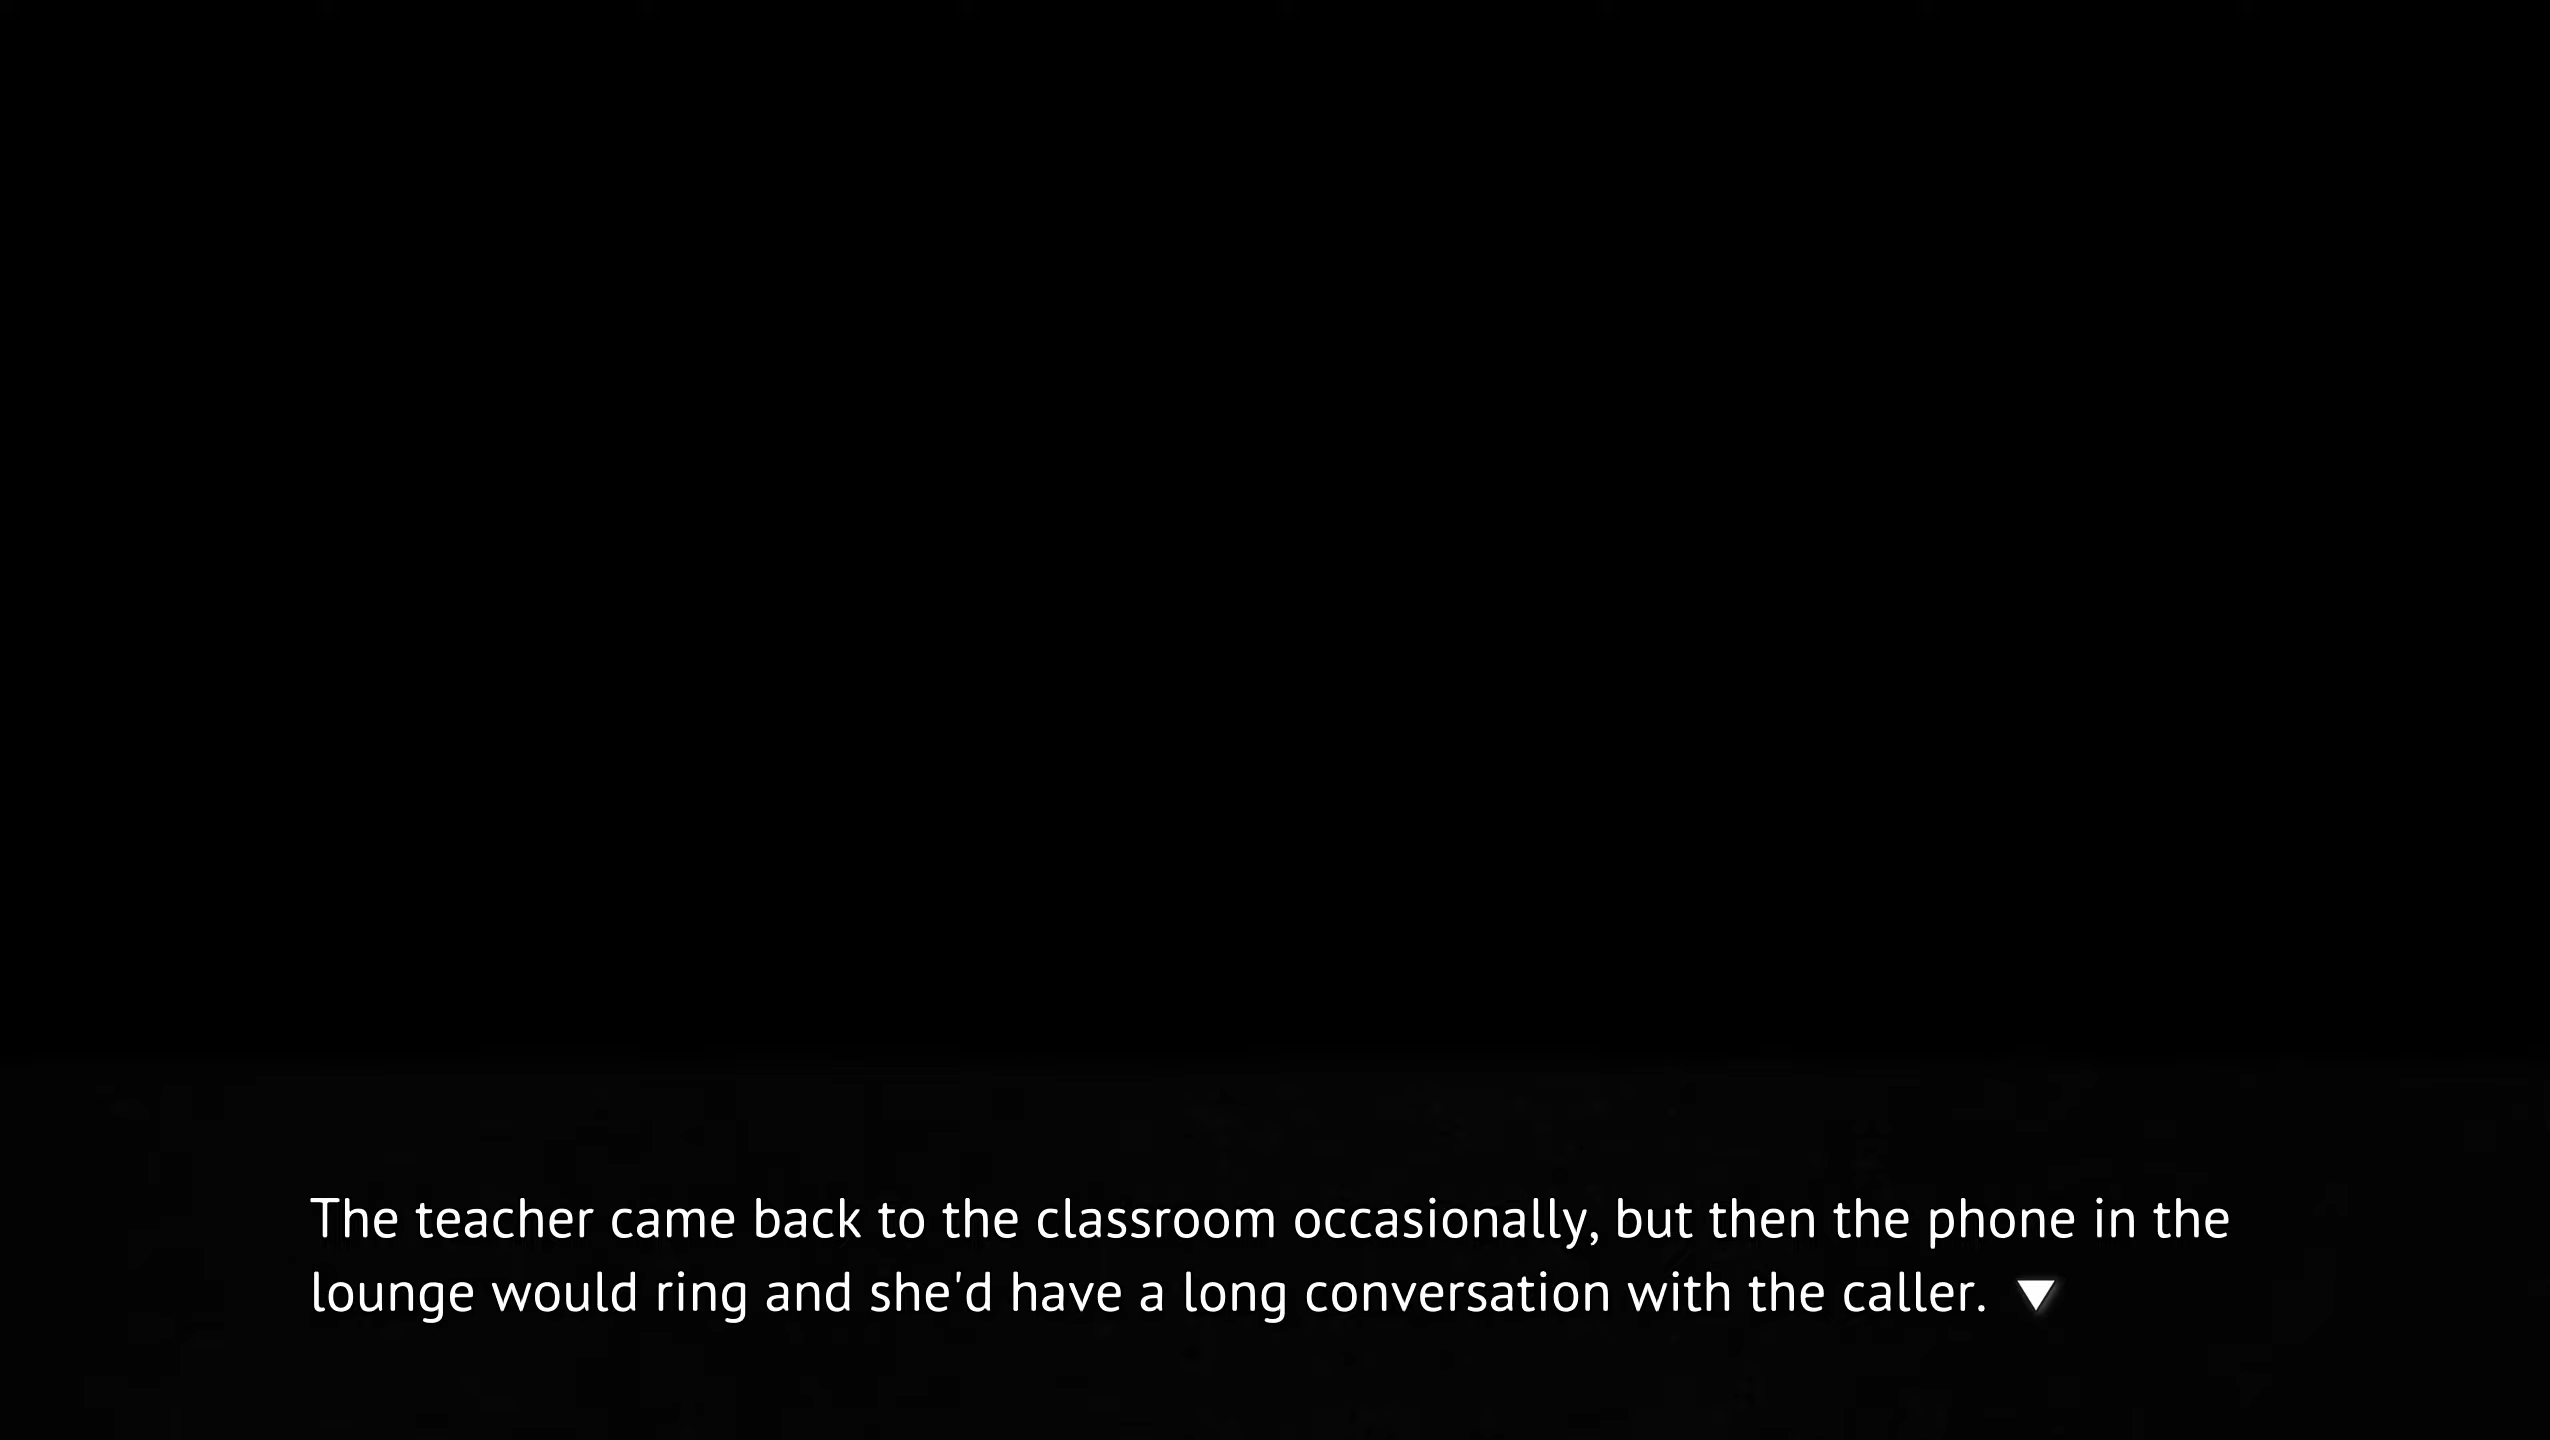 The teacher came back to the classroom occasionally, but then the phone in the
lounge would ring and she'd have a long conversation with the caller.